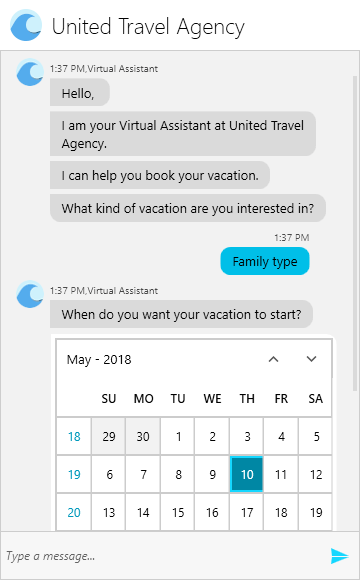 United Travel Agency
1:37 PM,Virtual Assistant
Hello,
I am your Virtual Assistant at United Travel
Agency.
I can help you book your vacation.
What kind of vacation are you interested in?
1:37 PM
Family type
1:37 PM,Virtual Assistant
When do you want your vacation to start?
May - 2018
SU MO TU WE TH FR SA
18 29 30 1 2 3 4 5
19 6 7 8 9 10 11 12
20 13 14 15 16 17 18 19
Type a message...